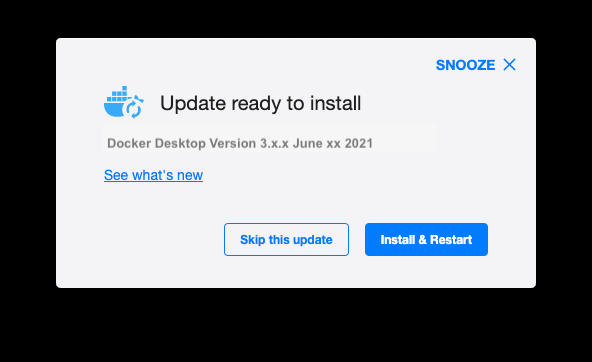 SNOOZE
Update ready to install
Docker Desktop Version 3.x.x June xx 2021
See what's new
Skip this update
Install & Restart